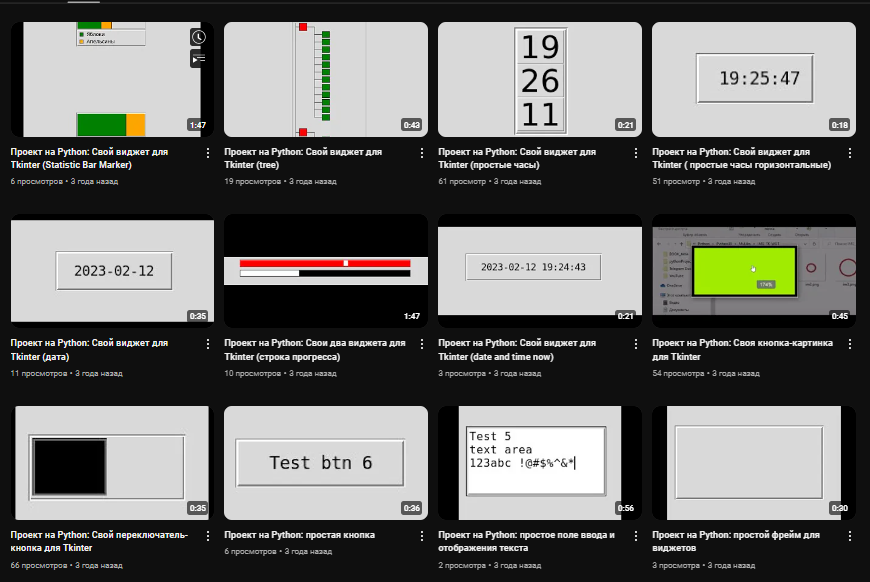 Яблоки
Апельсины
1:47
0:43
19
26
11
0:21
19:25:47
0:18
Проект на Python: Свой виджет для
Tkinter (Statistic Bar Marker)
6 просмотров • 3 года назад
Проект на Python: Свой виджет для
Tkinter (tree)
19 просмотров • 3 года назад
Проект на Python: Свой виджет для
Tkinter (простые часы)
61 просмотр • 3 года назад
Проект на Python: Свой виджет для
Tkinter ( простые часы горизонтальные)
51 просмотр • 3 года назад
2023-02-12
0:35
1:47
2023-02-12 19:24:43
0:21
174%
0:45
Проект на Python: Свой виджет для
Tkinter (дата)
11 просмотров • 3 года назад
Проект на Python: Свои два виджета для
Tkinter (строка прогресса)
10 просмотров • 3 года назад
Проект на Python: Свой виджет для
Tkinter (date and time now)
3 просмотра • 3 года назад
Проект на Python: Своя кнопка-картинка
для Tkinter
54 просмотра • 3 года назад
0:35
Test btn 6
0:36
Test 5
text area
123abc !@#$%^&*
0:56
0:30
Проект на Python: Свой переключатель-
кнопка для Tkinter
66 просмотров • 3 года назад
Проект на Python: простая кнопка
6 просмотров • 3 года назад
Проект на Python: простое поле ввода и
отображения текста
2 просмотра • 3 года назад
Проект на Python: простой фрейм для
виджетов
3 просмотра • 3 года назад